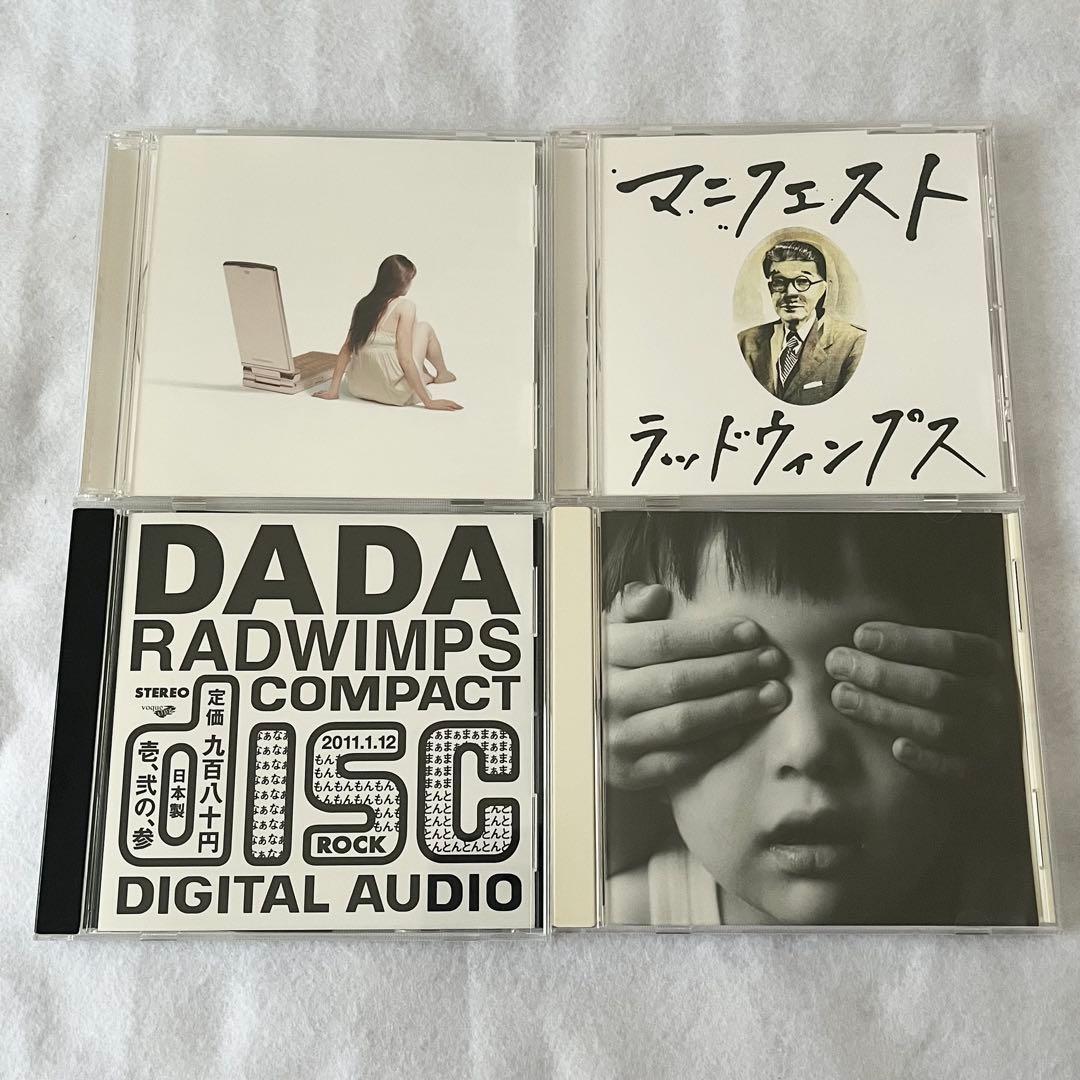 マニフェスト
ラッドウィンプス
DADA
RADWIMPS
STEREO
COMPACT
voque
定価 九百八十円
日本製
壱、弐の、参
2011.1.12
ROCK
DIGITAL AUDIO
disc